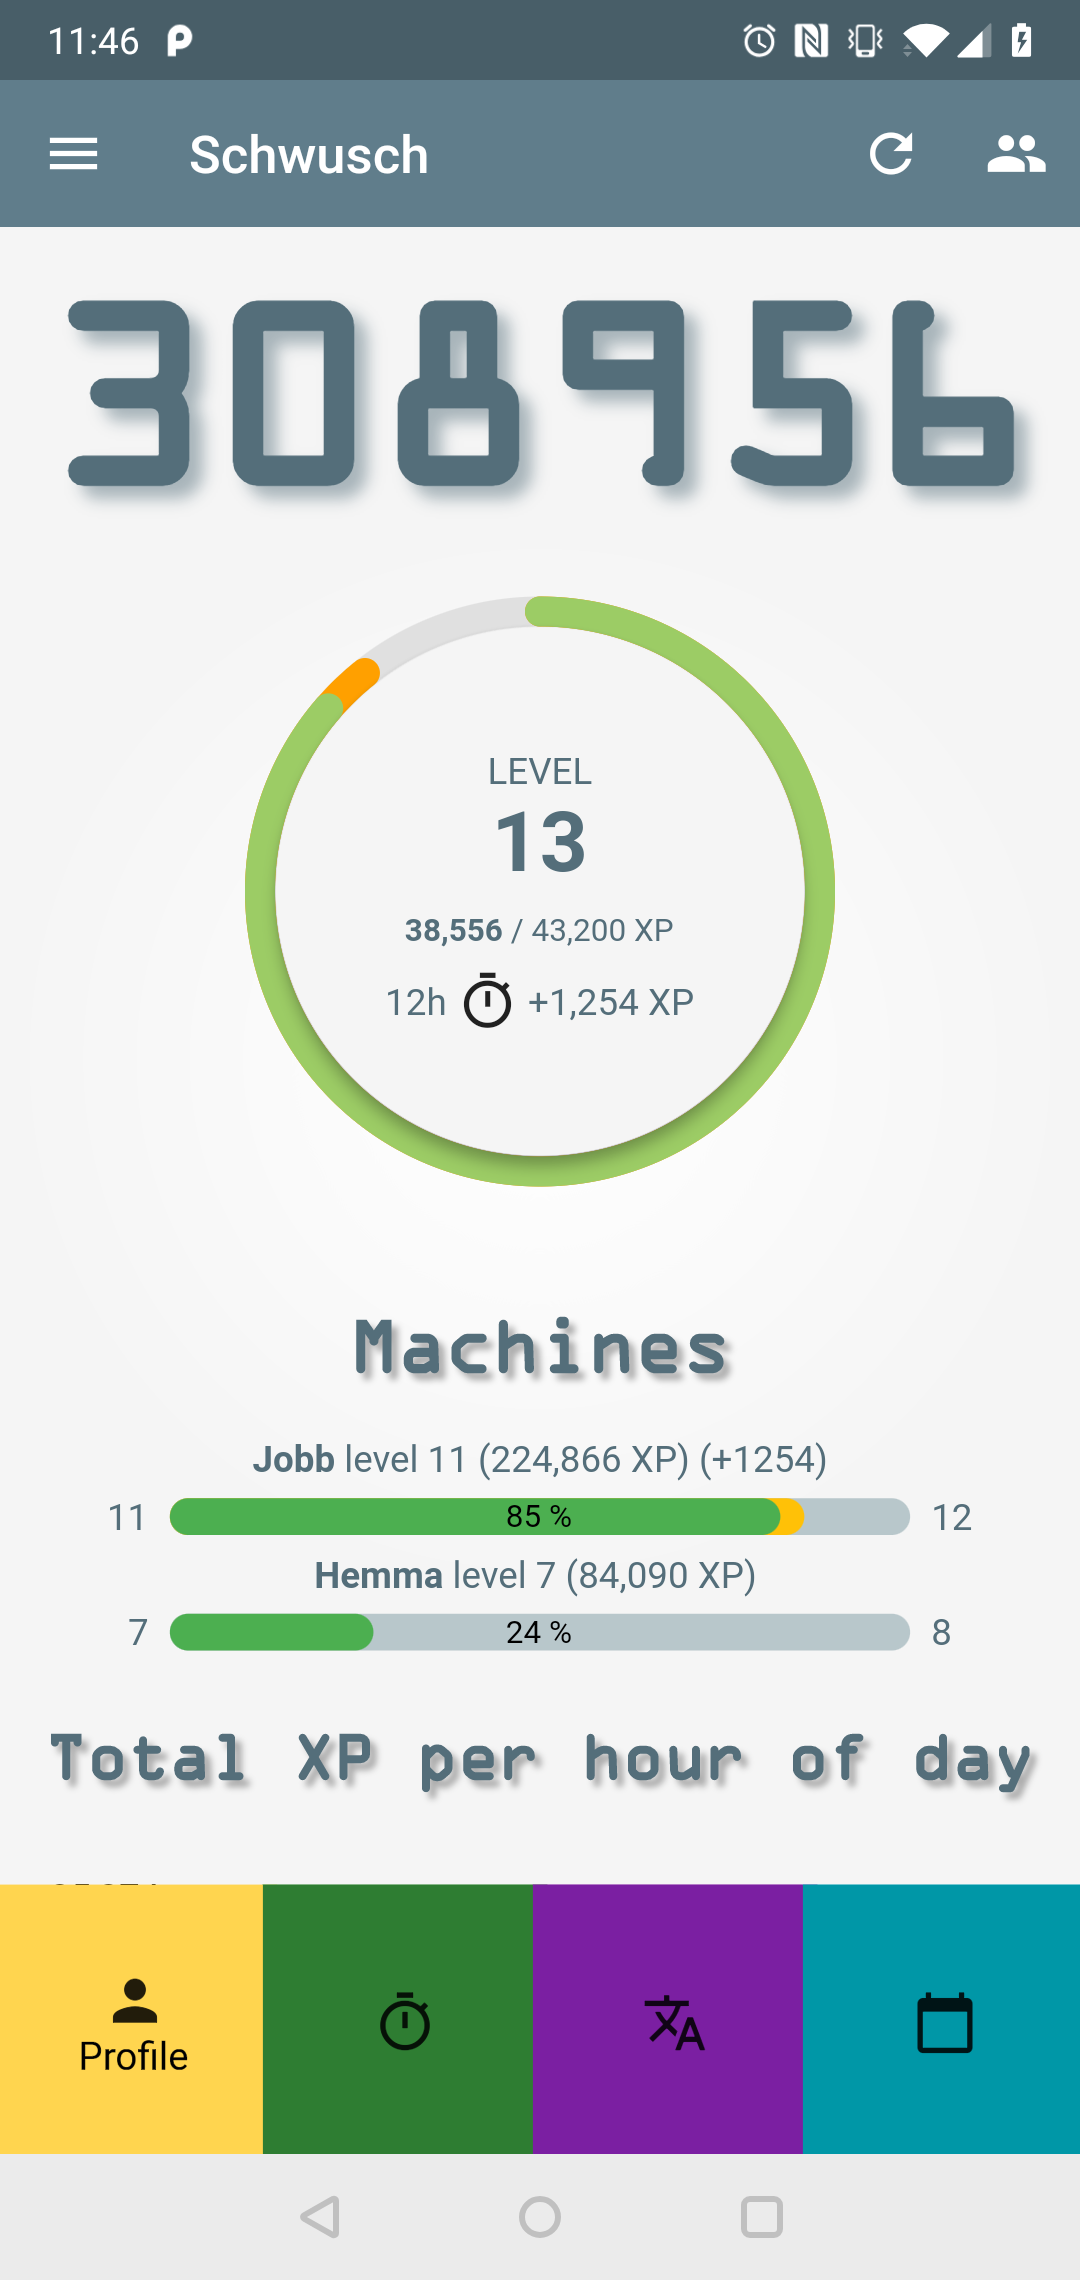 11:46
Schwusch
308956
LEVEL
13
38,556 / 43,200 XP
12h +1,254 XP
Machines
Jobb level 11 (224,866 XP) (+1254)
11 85 % 12
Hemma level 7 (84,090 XP)
7 24 % 8
Total XP per hour of day
Profile